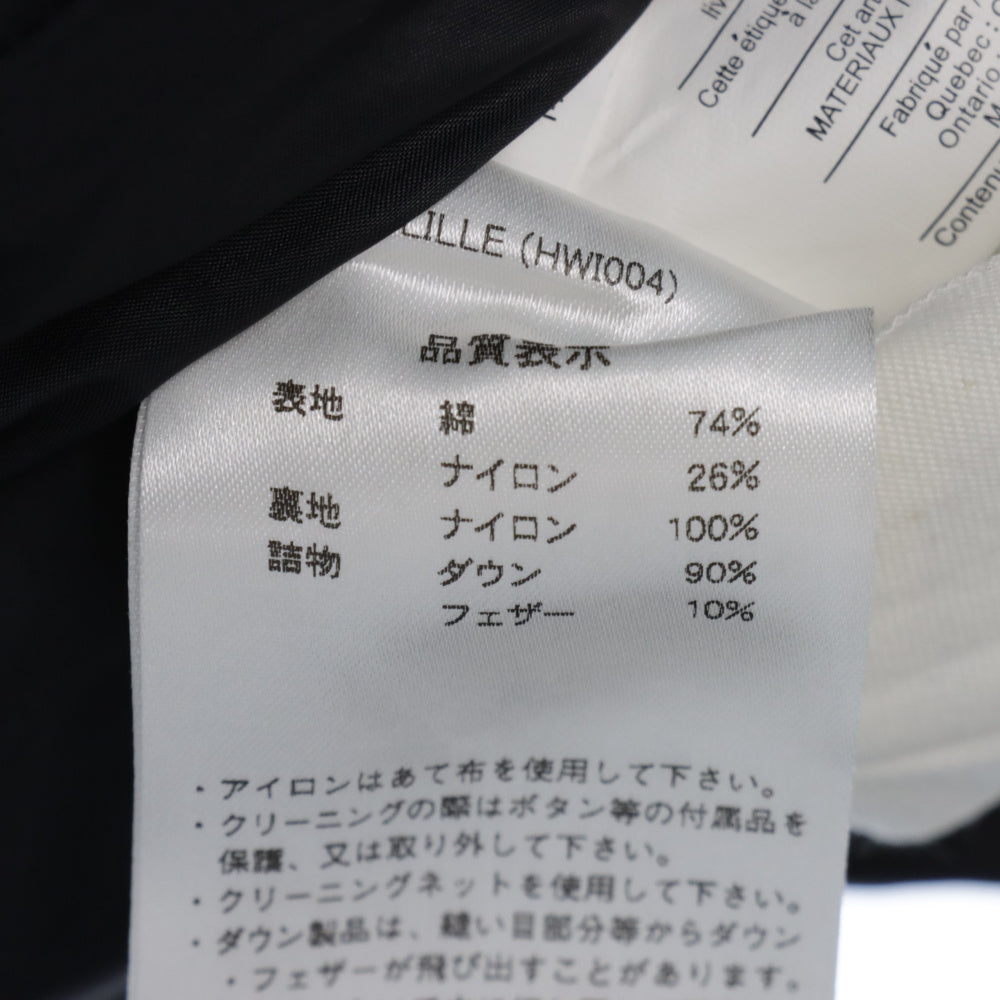 Cette
à la
Cet
MATERIAUX
Fabriqué par
Quebec :
Ontario
LILLE (HWI004)
品質表示
表地 綿 74%
ナイロン 26%
裏地 ナイロン 100%
詰物 ダウン 90%
フェザー 10%
・アイロンはあて布を使用して下さい。
・クリーニングの際はボタン等の付属品を
保護、又は取り外して下さい。
・クリーニングネットを使用して下さい。
・ダウン製品は、縫い目部分等からダウン
・フェザーが飛び出すことがあります。